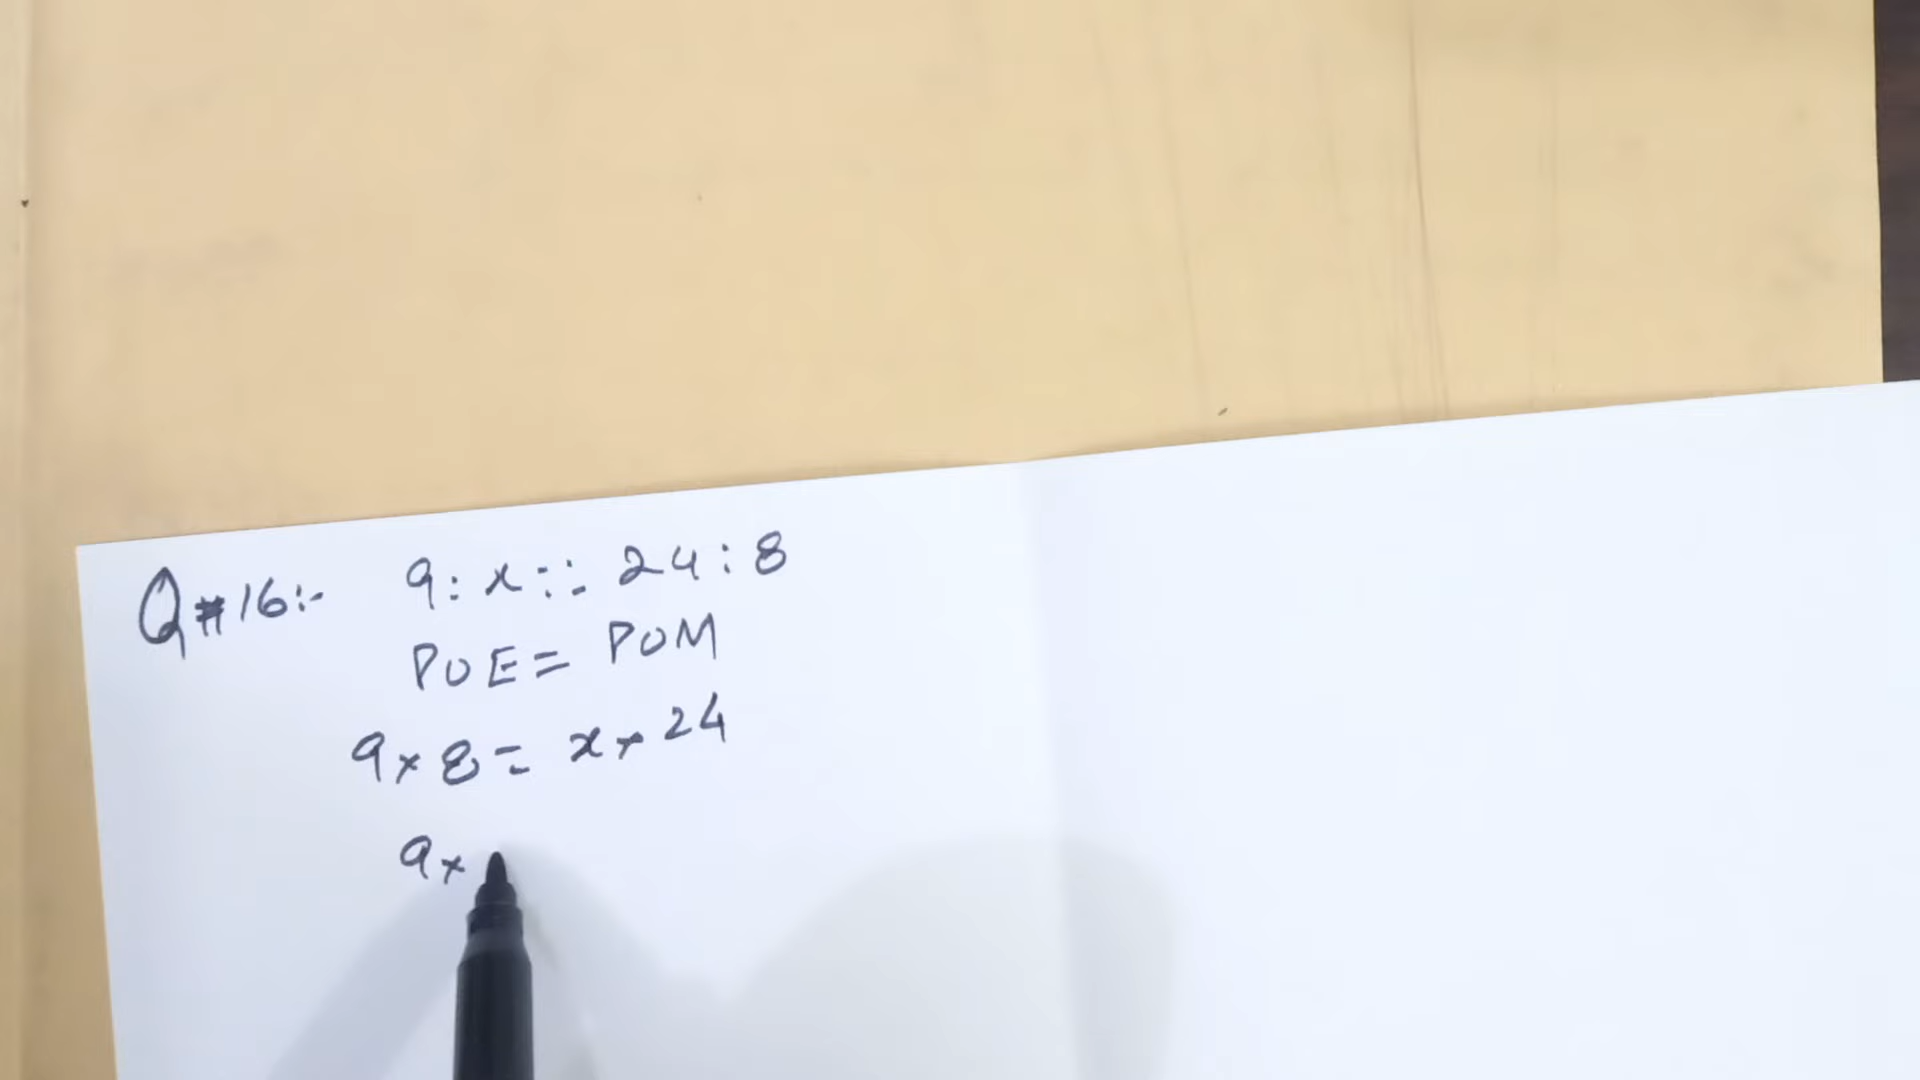 Q#16:- 9:x::24:8
POE = POM
9×8 = x×24
9×